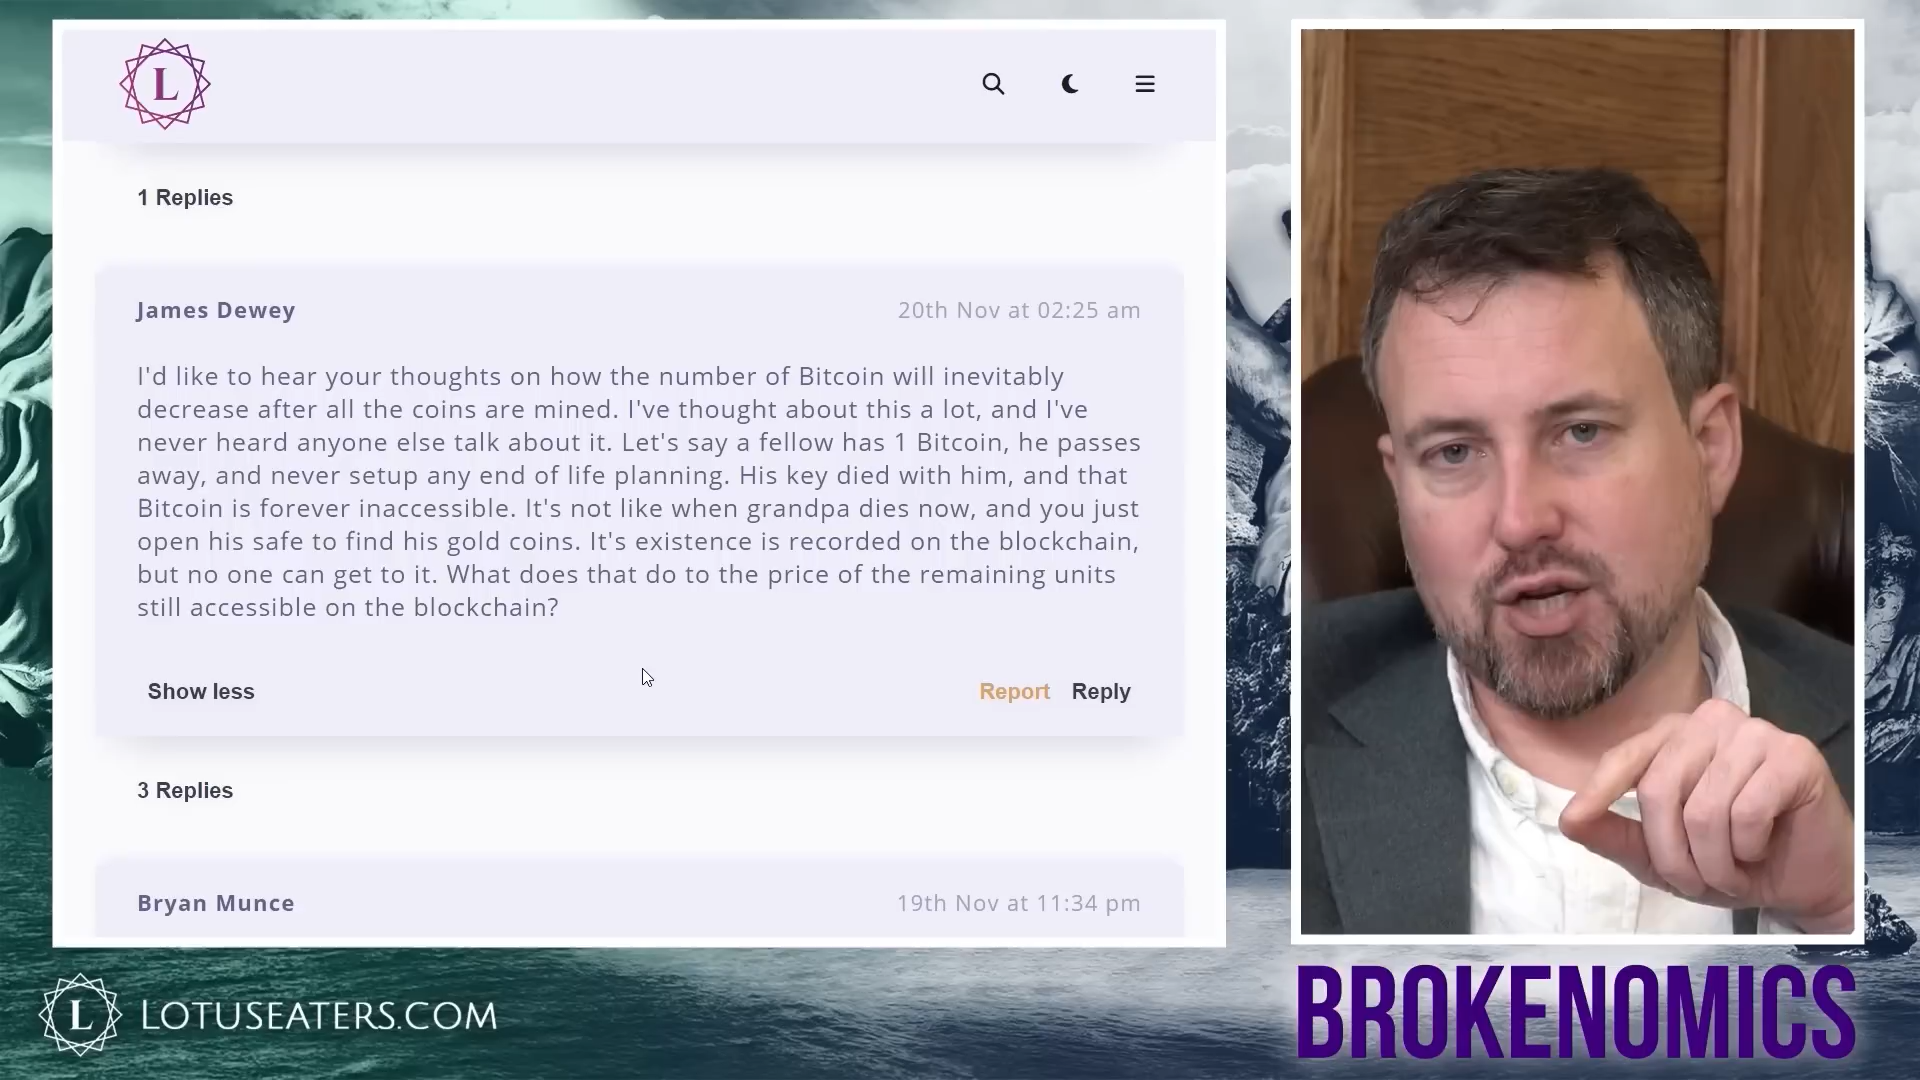 L
1 Replies
James Dewey
20th Nov at 02:25 am
I'd like to hear your thoughts on how the number of Bitcoin will inevitably
decrease after all the coins are mined. I've thought about this a lot, and I've
never heard anyone else talk about it. Let's say a fellow has 1 Bitcoin, he passes
away, and never setup any end of life planning. His key died with him, and that
Bitcoin is forever inaccessible. It's not like when grandpa dies now, and you just
open his safe to find his gold coins. It's existence is recorded on the blockchain,
but no one can get to it. What does that do to the price of the remaining units
still accessible on the blockchain?
Show less
Report
Reply
3 Replies
Bryan Munce
19th Nov at 11:34 pm
L
LOTUSEATERS.COM
BROKENOMICS